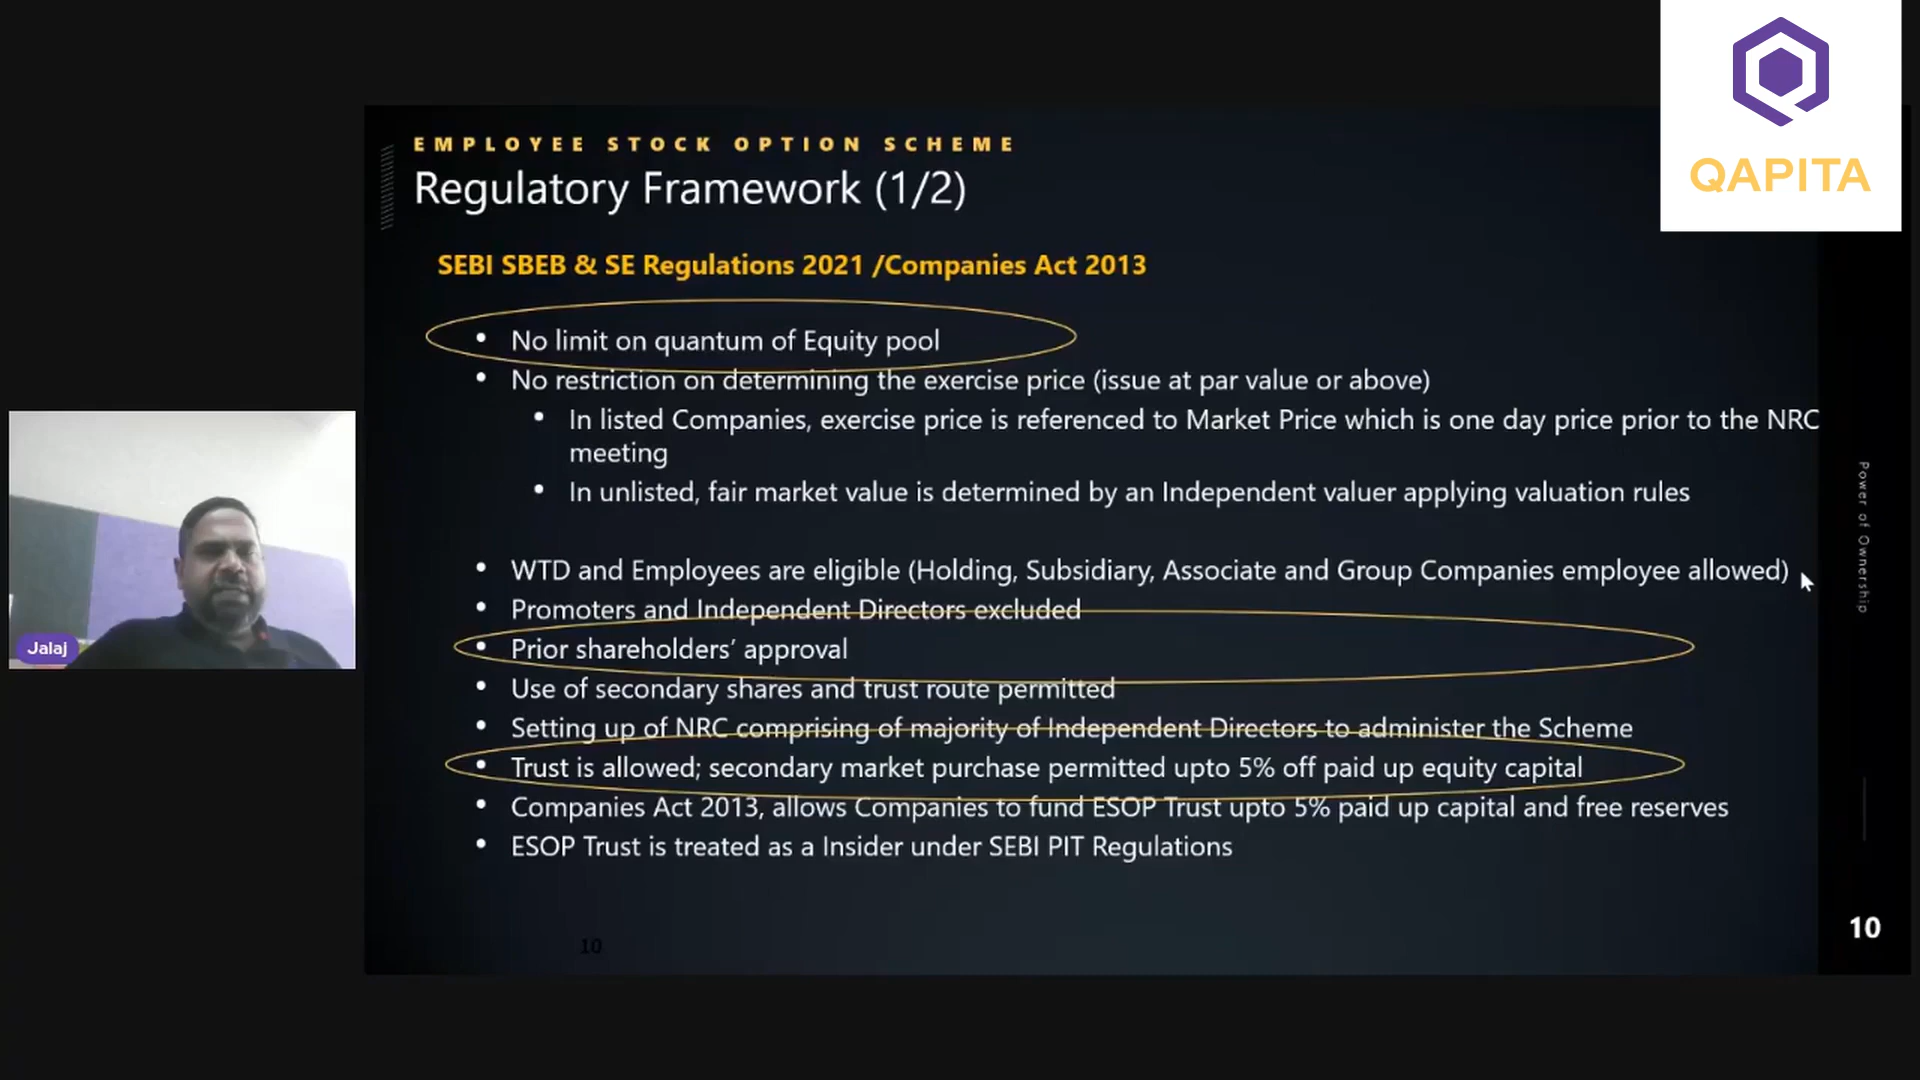 QAPITA
EMPLOYEE STOCK OPTION SCHEME
Regulatory Framework (1/2)
SEBI SBEB & SE Regulations 2021 /Companies Act 2013
• No limit on quantum of Equity pool
• No restriction on determining the exercise price (issue at par value or above)
• In listed Companies, exercise price is referenced to Market Price which is one day price prior to the NRC
meeting
• In unlisted, fair market value is determined by an Independent valuer applying valuation rules
• WTD and Employees are eligible (Holding, Subsidiary, Associate and Group Companies employee allowed)
• Promoters and Independent Directors excluded
• Prior shareholders’ approval
• Use of secondary shares and trust route permitted
• Setting up of NRC comprising of majority of Independent Directors to administer the Scheme
• Trust is allowed; secondary market purchase permitted upto 5% off paid up equity capital
• Companies Act 2013, allows Companies to fund ESOP Trust upto 5% paid up capital and free reserves
• ESOP Trust is treated as a Insider under SEBI PIT Regulations
Power of Ownership
10
10
Jalaj